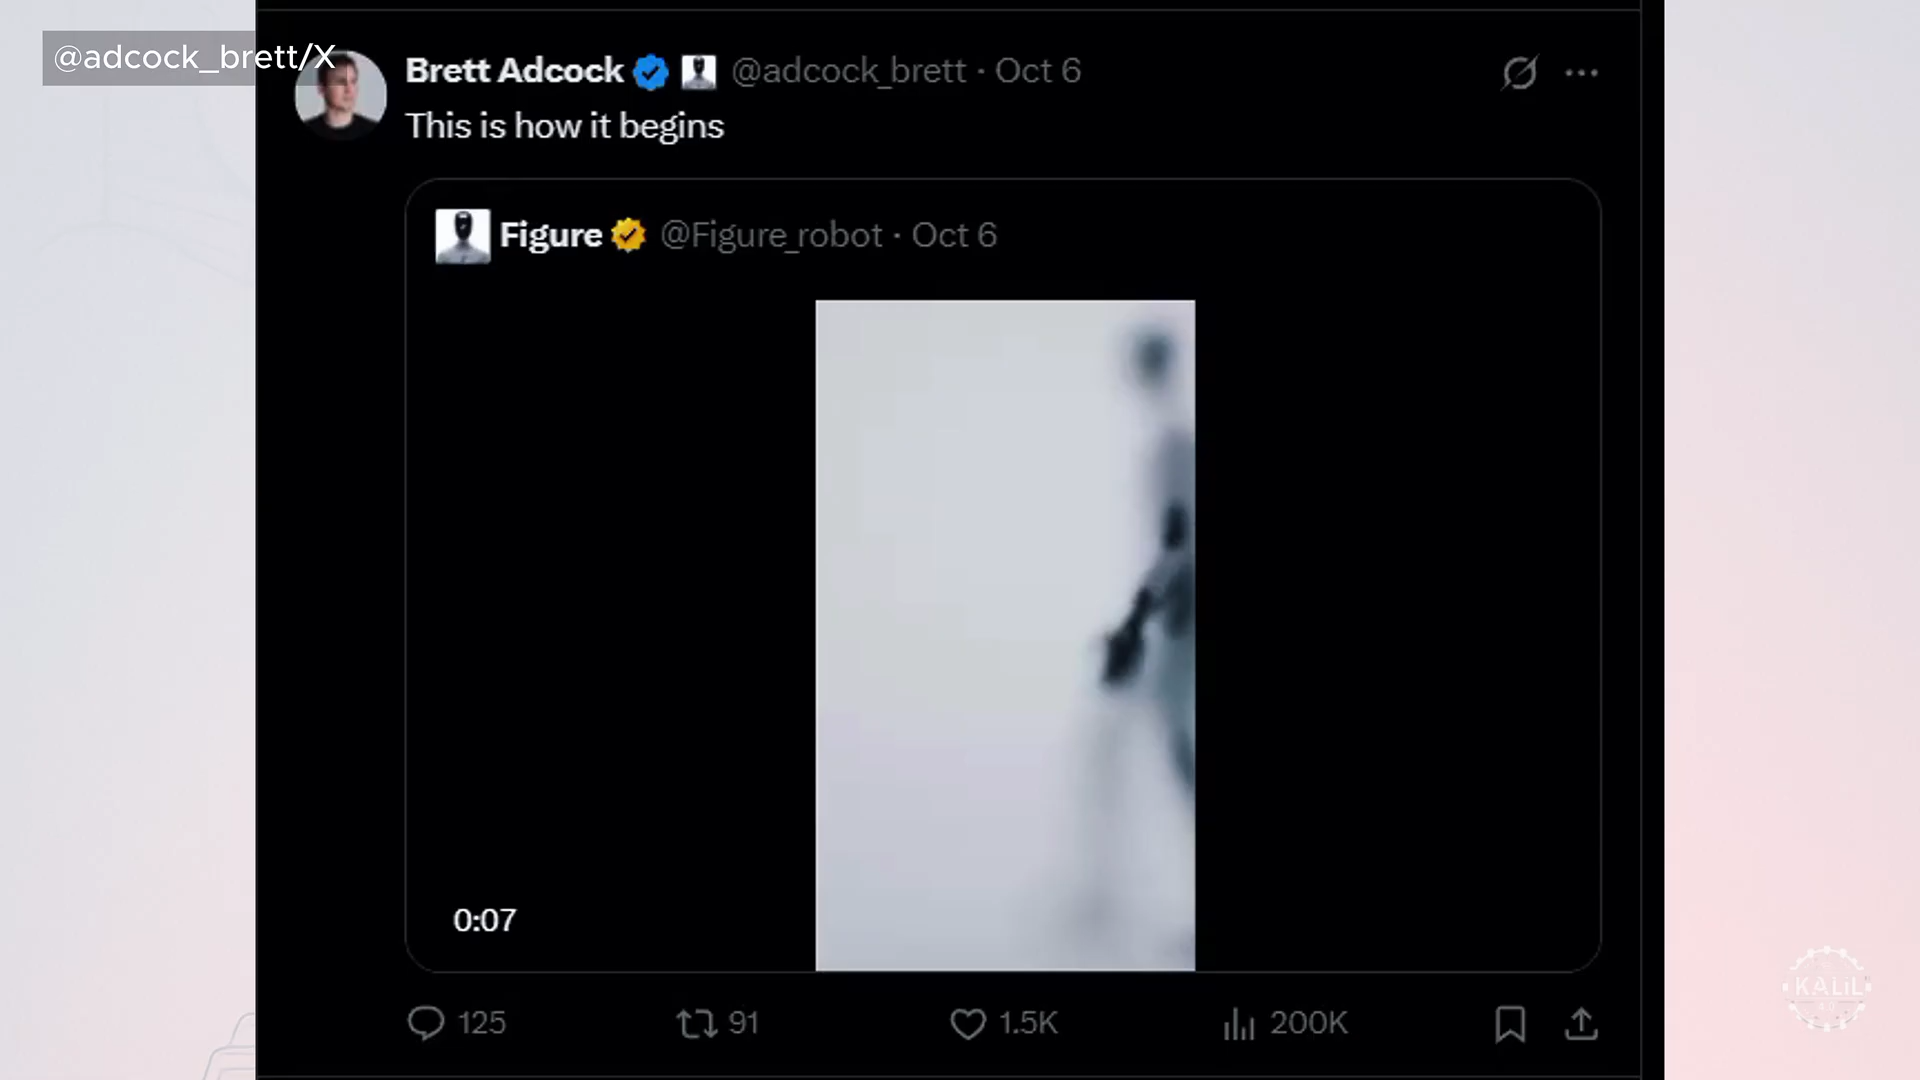 @adcock_brett/X
Brett Adcock @adcock_brett · Oct 6
This is how it begins
Figure @Figure_robot · Oct 6
0:07
125 91 1.5K 200K
KALIL